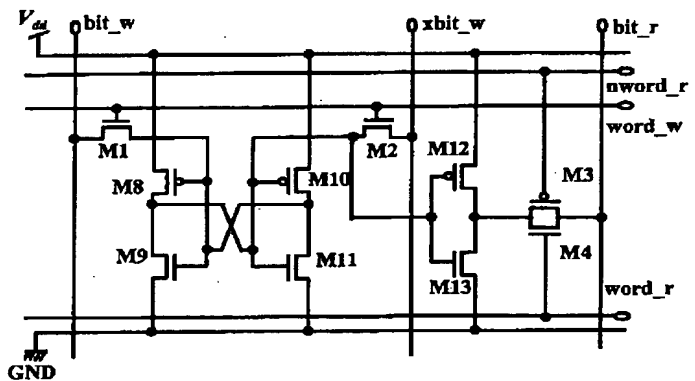 Vdd
bit_w
xbit_w
bit_r
nword_r
word_w
M1
M2
M12
M3
M8
M10
M9
M11
M4
M13
word_r
GND